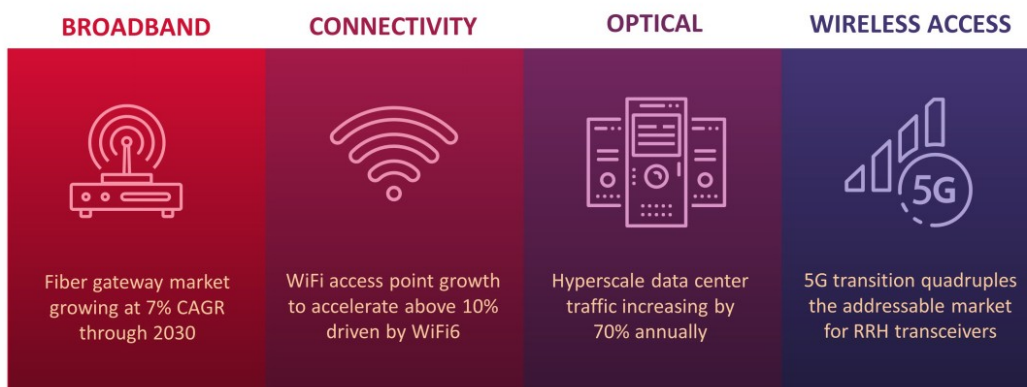 BROADBAND
CONNECTIVITY
OPTICAL
WIRELESS ACCESS
5G
Fiber gateway market
growing at 7% CAGR
through 2030
WiFi access point growth
to accelerate above 10%
driven by WiFi6
Hyperscale data center
traffic increasing by
70% annually
5G transition quadruples
the addressable market
for RRH transceivers